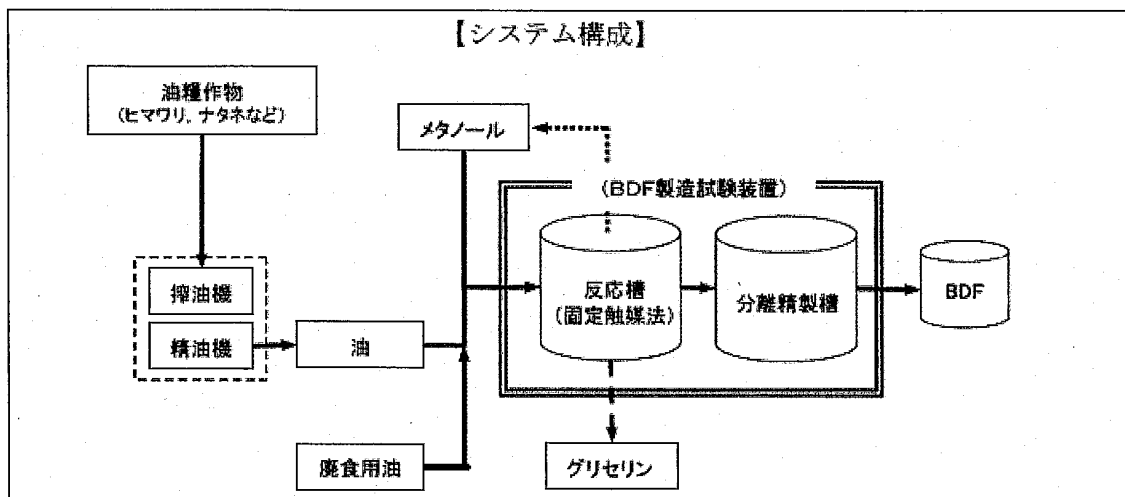 【システム構成】
油糧作物
(ヒマワリ, ナタネなど)
メタノール
(BDF製造試験装置)
搾油機
精油機
油
反応槽
(固定触媒法)
分離精製槽
BDF
廃食用油
グリセリン